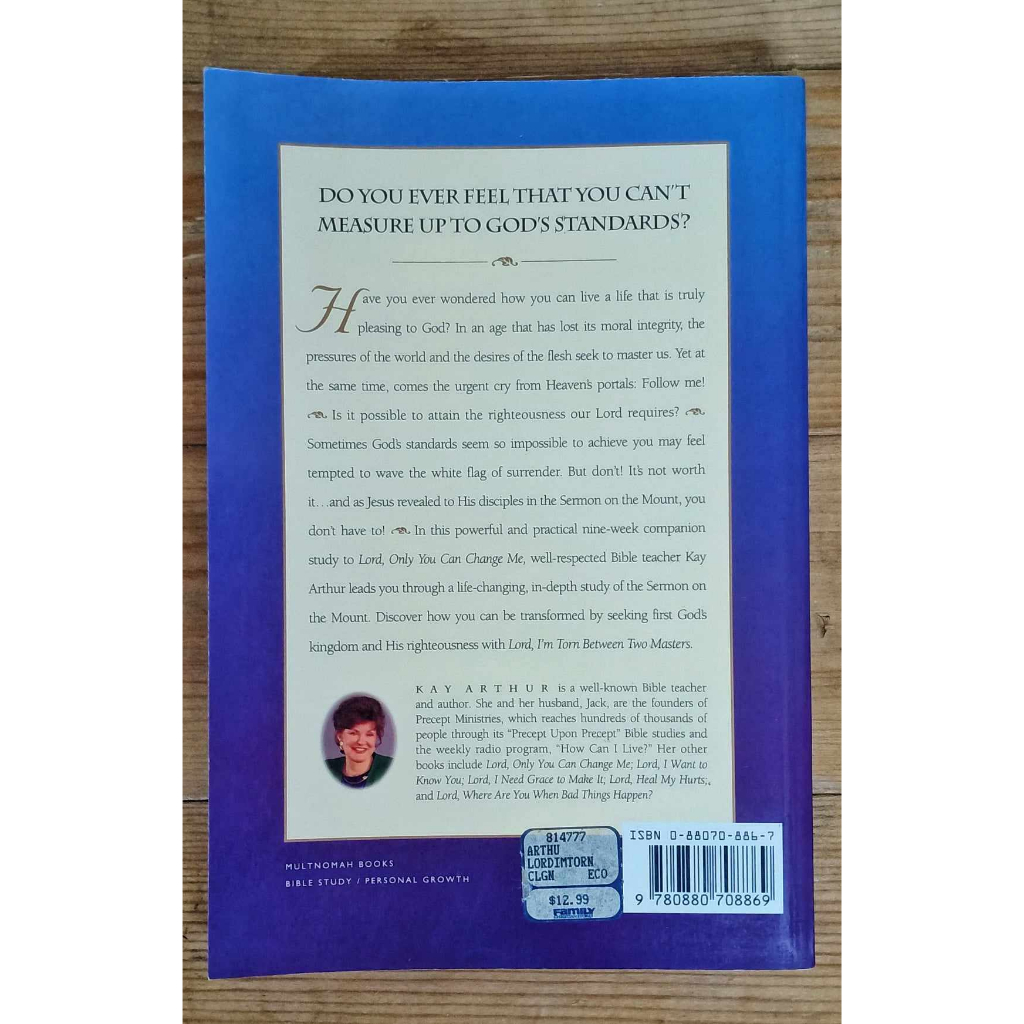 DO YOU EVER FEEL THAT YOU CAN'T
MEASURE UP TO GOD'S STANDARDS?
Have you ever wondered how you can live a life that is truly
pleasing to God? In an age that has lost its moral integrity, the
pressures of the world and the desires of the flesh seek to master us. Yet at
the same time, comes the urgent cry from Heaven's portals: Follow me!
Is it possible to attain the righteousness our Lord requires?
Sometimes God's standards seem so impossible to achieve you may feel
tempted to wave the white flag of surrender. But don't! It's not worth
it…and as Jesus revealed to His disciples in the Sermon on the Mount, you
don't have to! In this powerful and practical nine-week companion
study to Lord, Only You Can Change Me, well-respected Bible teacher Kay
Arthur leads you through a life-changing, in-depth study of the Sermon on
the Mount. Discover how you can be transformed by seeking first God's
kingdom and His righteousness with Lord, I'm Torn Between Two Masters.
KAY ARTHUR is a well-known Bible teacher
and author. She and her husband, Jack, are the founders of
Precept Ministries, which reaches hundreds of thousands of
people through its "Precept Upon Precept" Bible studies and
the weekly radio program, "How Can I Live?" Her other
books include Lord, Only You Can Change Me; Lord, I Want to
Know You; Lord, I Need Grace to Make It; Lord, Heal My Hurts;
and Lord, Where Are You When Bad Things Happen?
MULTNOMAH BOOKS
BIBLE STUDY / PERSONAL GROWTH
814777
ARTHU
LORDIMTORN
CLGN ECO
$12.99
Family
ISBN 0-88070-886-7
9 780880 708869